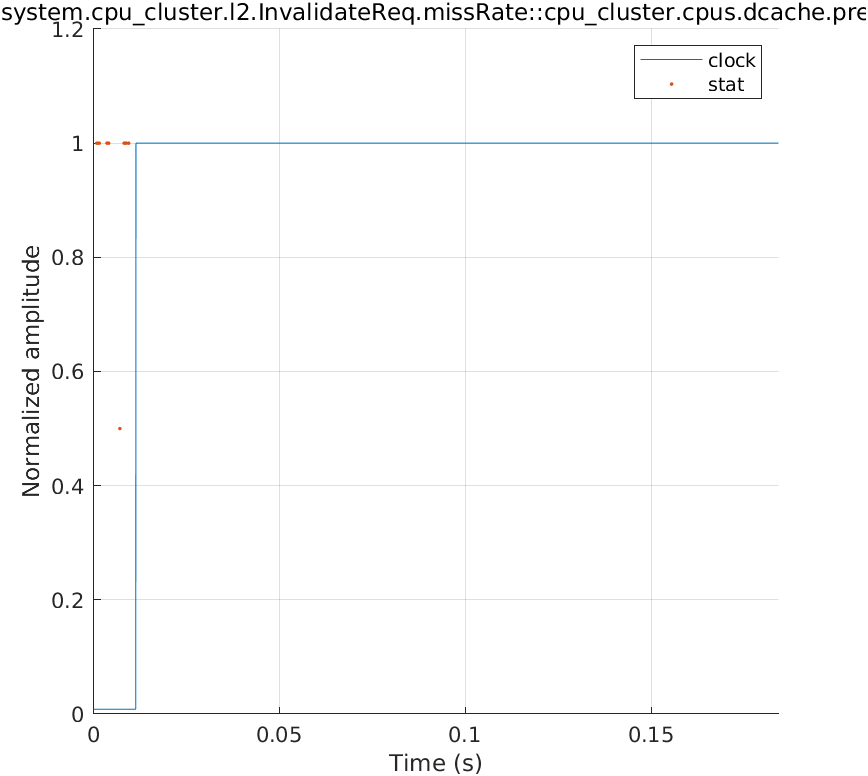 system.cpu_cluster.l2.InvalidateReq.missRate::cpu_cluster.cpus.dcache.pre
1.2
clock
stat
1
0.8
0.6
0.4
0.2
0
Normalized amplitude
0
0.05
0.1
0.15
Time (s)